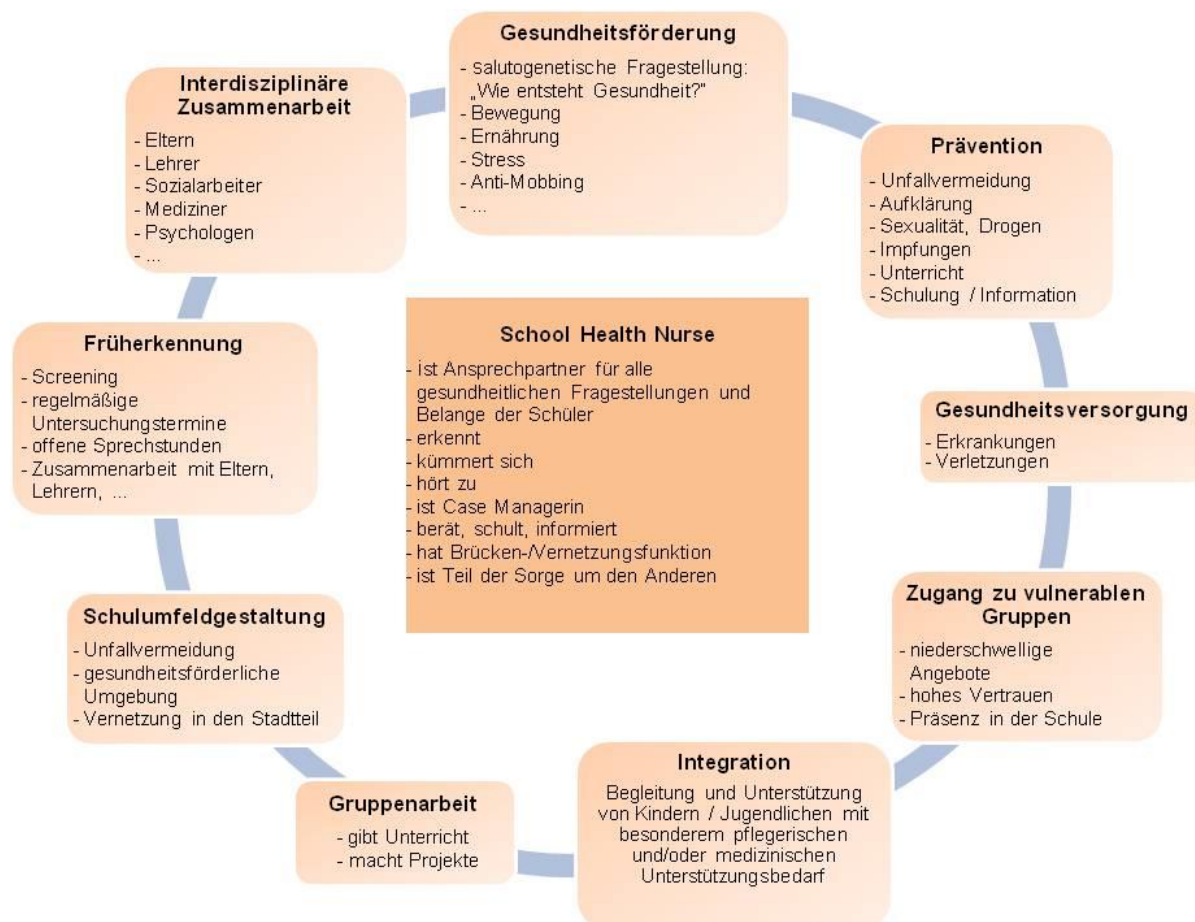 Gesundheitsförderung
- salutogenetische Fragestellung:
„Wie entsteht Gesundheit?"
- Bewegung
- Ernährung
- Stress
- Anti-Mobbing
- ...
Prävention
- Unfallvermeidung
- Aufklärung
- Sexualität, Drogen
- Impfungen
- Unterricht
- Schulung / Information
Gesundheitsversorgung
- Erkrankungen
- Verletzungen
Zugang zu vulnerablen
Gruppen
- niederschwellige
Angebote
- hohes Vertrauen
- Präsenz in der Schule
Integration
Begleitung und Unterstützung
von Kindern / Jugendlichen mit
besonderem pflegerischen
und/oder medizinischen
Unterstützungsbedarf
Gruppenarbeit
- gibt Unterricht
- macht Projekte
Schulumfeldgestaltung
- Unfallvermeidung
- gesundheitsförderliche
Umgebung
- Vernetzung in den Stadtteil
Früherkennung
- Screening
- regelmäßige
Untersuchungstermine
- offene Sprechstunden
- Zusammenarbeit mit Eltern,
Lehrern, ...
Interdisziplinäre
Zusammenarbeit
- Eltern
- Lehrer
- Sozialarbeiter
- Mediziner
- Psychologen
- ...
School Health Nurse
- ist Ansprechpartner für alle
gesundheitlichen Fragestellungen und
Belange der Schüler
- erkennt
- kümmert sich
- hört zu
- ist Case Managerin
- berät, schult, informiert
- hat Brücken-/Vernetzungsfunktion
- ist Teil der Sorge um den Anderen